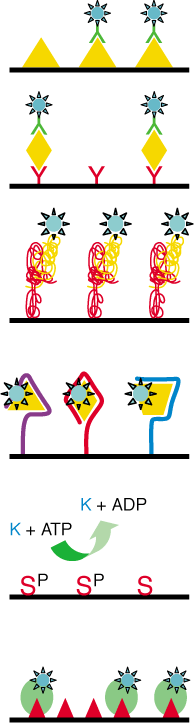 K + ADP
K + ATP
SP SP S